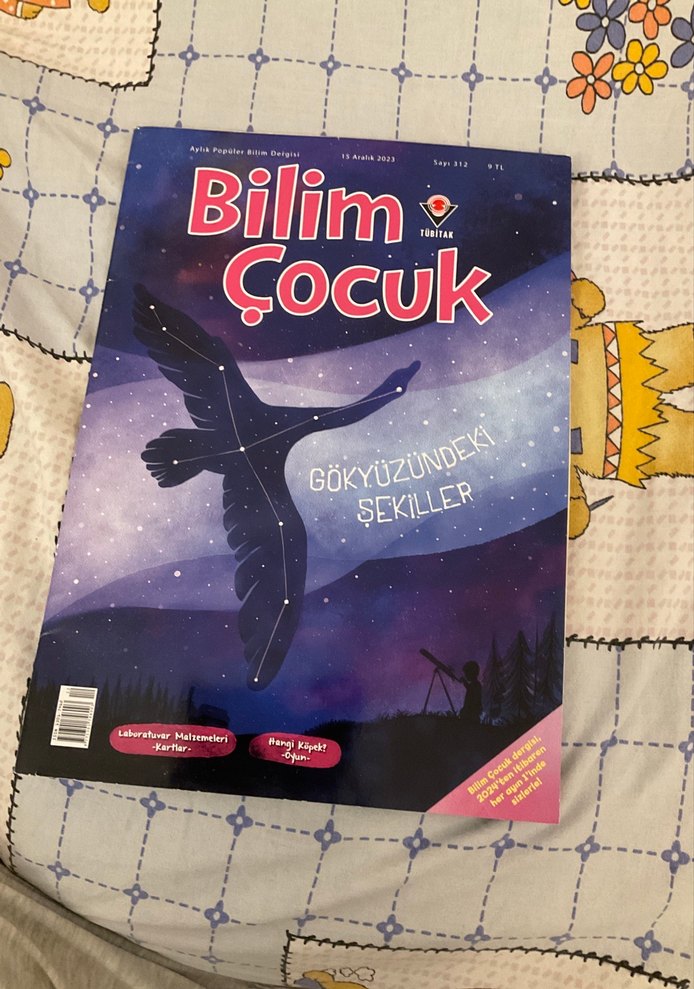 Aylık Popüler Bilim Dergisi 15 Aralık 2023 Sayı 312 9 TL
Bilim
Çocuk
TÜBİTAK
GÖKYÜZÜNDEKİ
ŞEKİLLER
Laboratuvar Malzemeleri
-Kartlar-
Hangi Köpek?
-Oyun-
Bilim Çocuk dergisi,
2024'ten itibaren
her ayın 1'inde
sizlerle!